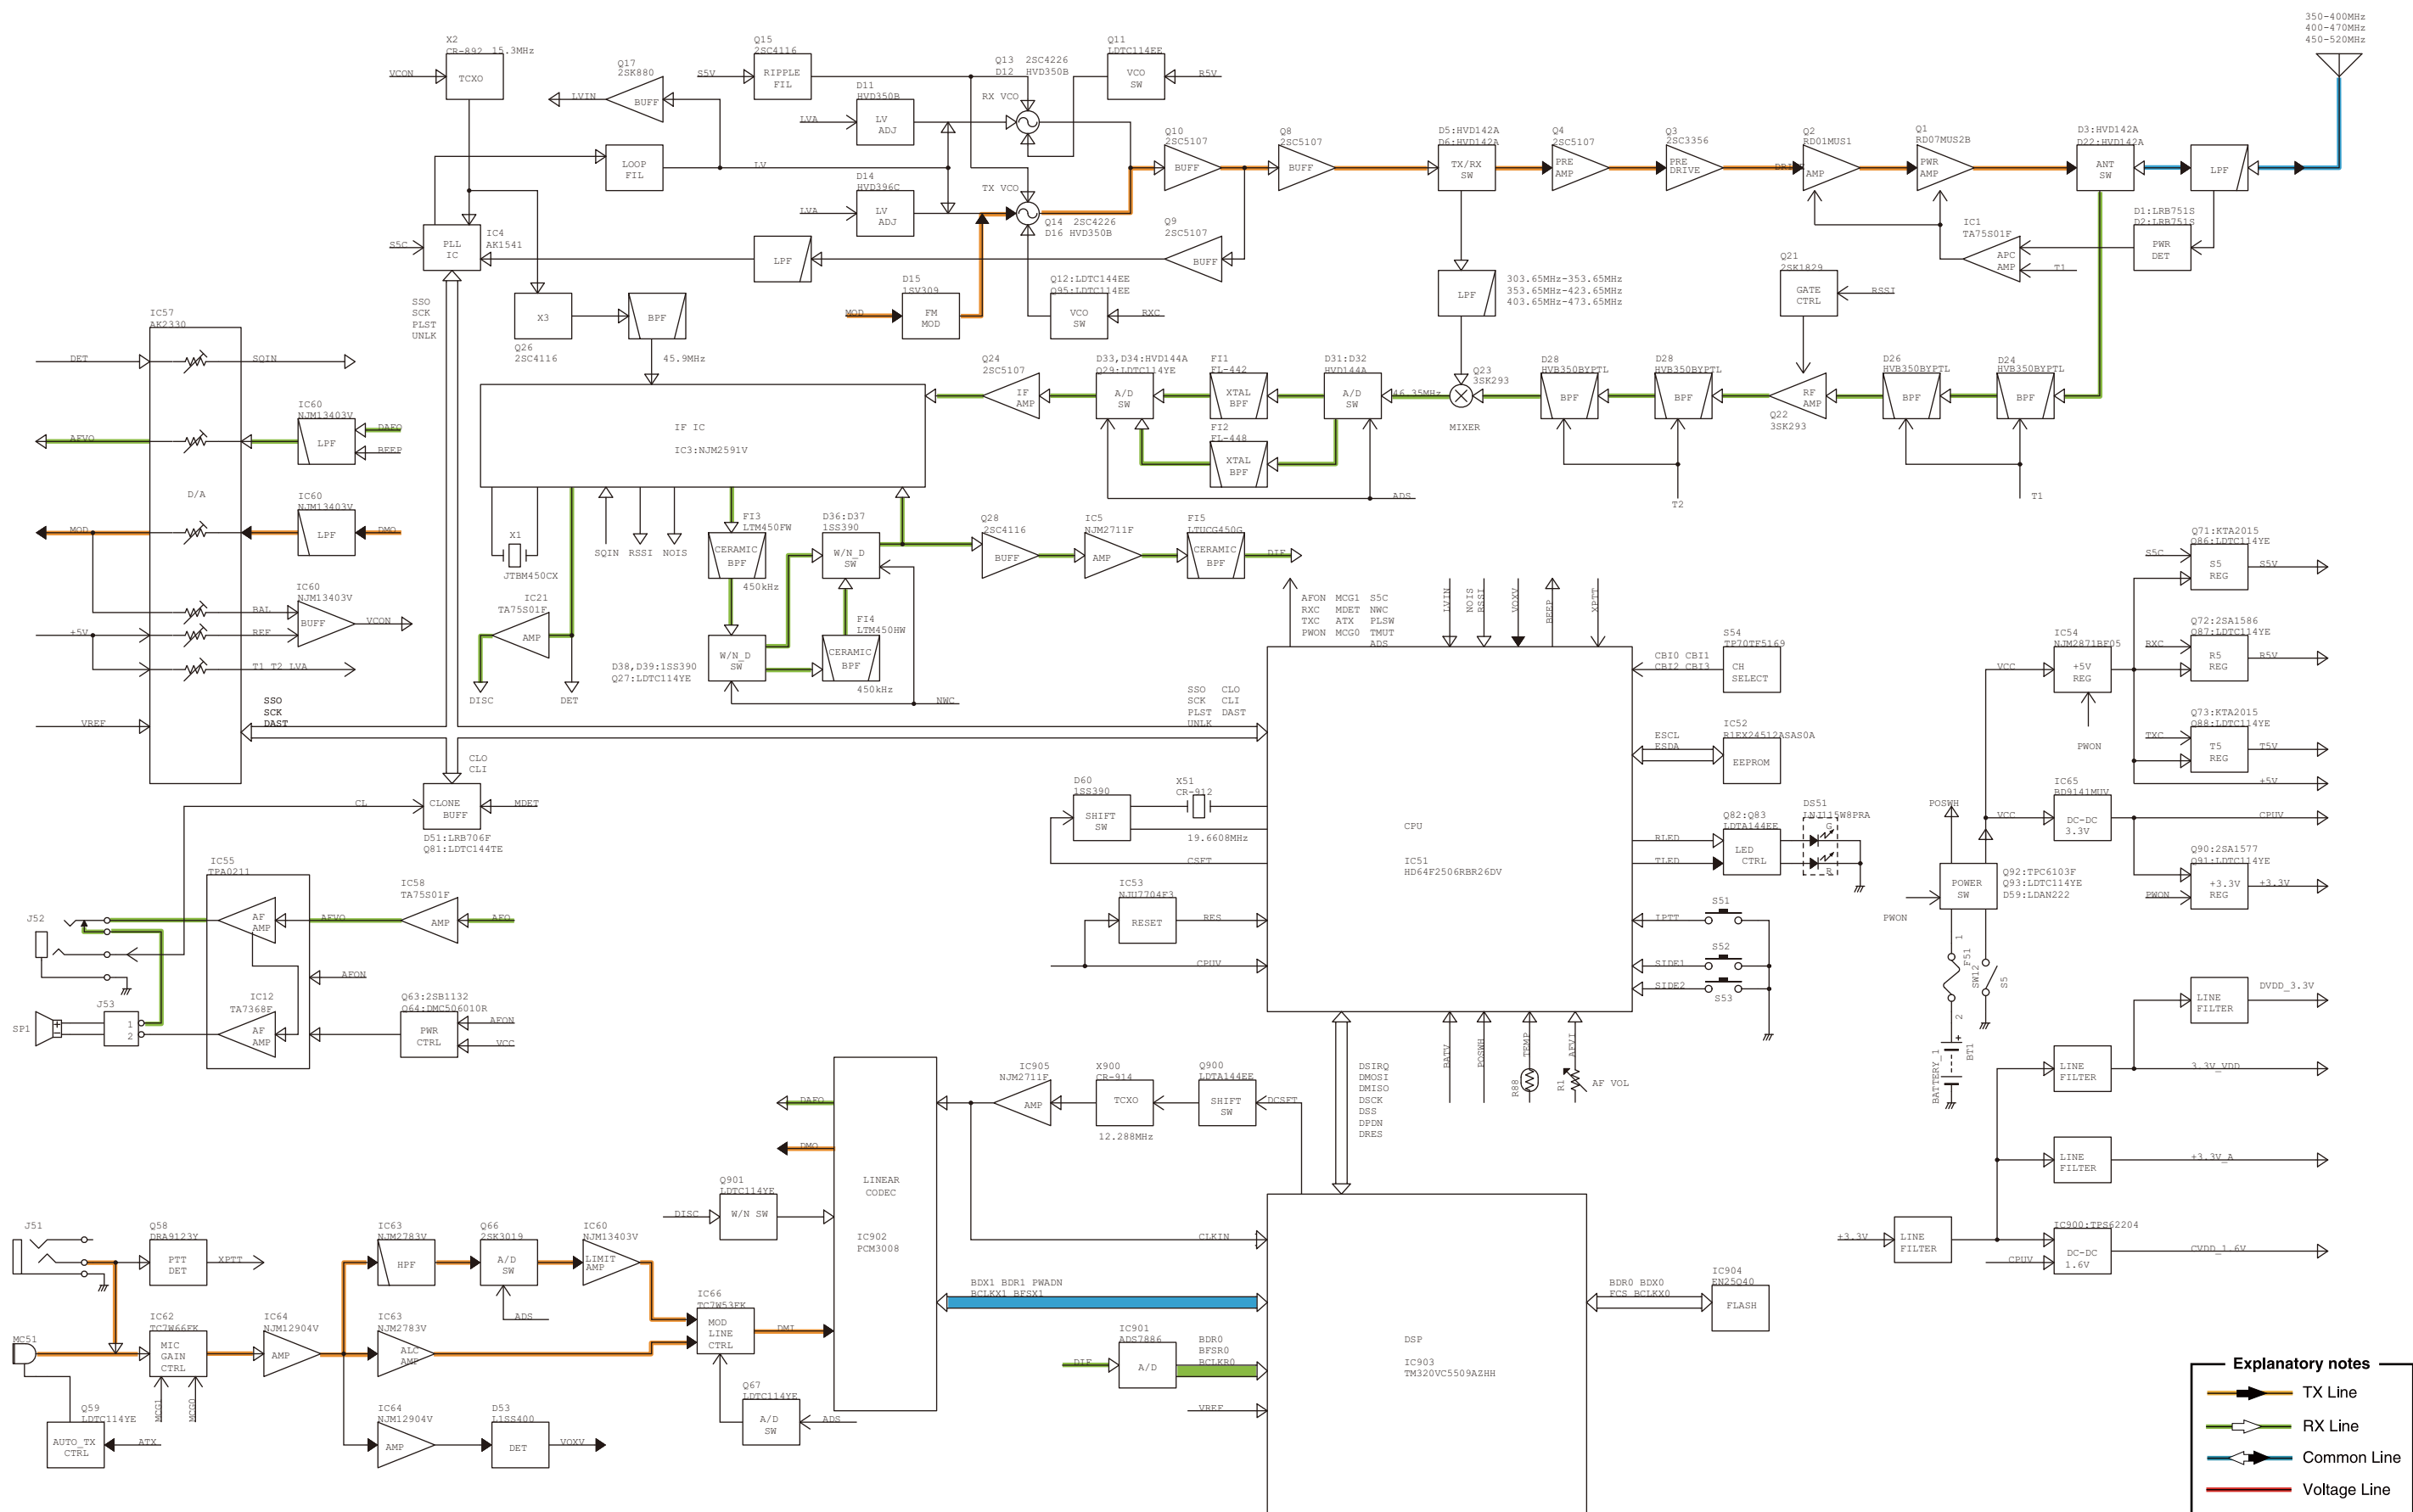 350-400MHz
400-470MHz
450-520MHz
X2
CR-892 15.3MHz
VCON
TCXO
Q17
2SK880
BUFF
LVIN
S5V
Q15
2SC4116
RIPPLE
FIL
D11
HVD350B
LVA
LV
ADJ
Q13 2SC4226
D12 HVD350B
RX VCO
Q11
LDTC114EE
VCO
SW
R5V
LOOP
FIL
LV
D14
HVD396C
LVA
LV
ADJ
TX VCO
Q14 2SC4226
D16 HVD350B
Q10
2SC5107
BUFF
Q8
2SC5107
BUFF
Q9
2SC5107
BUFF
D5:HVD142A
D6:HVD142A
TX/RX
SW
Q4
2SC5107
PRE
AMP
Q3
2SC3356
PRE
DRIVE
DRIVE
Q2
RD01MUS1
AMP
Q1
RD07MUS2B
PWR
AMP
D3:HVD142A
D22:HVD142A
ANT
SW
LPF
S5C
PLL
IC
IC4
AK1541
LPF
D15
1SV309
MOD
FM
MOD
Q12:LDTC144EE
Q95:LDTC114EE
VCO
SW
RXC
LPF
303.65MHz-353.65MHz
353.65MHz-423.65MHz
403.65MHz-473.65MHz
Q21
2SK1829
GATE
CTRL
RSSI
IC1
TA75S01F
APC
AMP
T1
D1:LRB751S
D2:LRB751S
PWR
DET
SSO
SCK
PLST
UNLK
X3
Q26
2SC4116
BPF
45.9MHz
IC57
AK2330
DET
SQIN
AFVO
IC60
NJM13403V
LPF
DAFO
BEEP
D/A
MOD
IC60
NJM13403V
LPF
DMO
IC60
NJM13403V
BAL
BUFF
VCON
+5V
REF
T1 T2 LVA
VREF
SSO
SCK
DAST
IF IC
IC3:NJM2591V
Q24
2SC5107
IF
AMP
D33,D34:HVD144A
Q29:LDTC114YE
A/D
SW
FI1
FL-442
XTAL
BPF
FI2
FL-448
XTAL
BPF
D31:D32
HVD144A
A/D
SW
46.35MHz
ADS
Q23
3SK293
MIXER
D28
HVB350BYPTL
BPF
D28
HVB350BYPTL
BPF
T2
RF
AMP
Q22
3SK293
D26
HVB350BYPTL
BPF
D24
HVB350BYPTL
BPF
T1
X1
JTBM450CX
SQIN
RSSI
NOIS
FI3
LTM450FW
CERAMIC
BPF
450kHz
D36:D37
1SS390
W/N_D
SW
FI4
LTM450HW
CERAMIC
BPF
450kHz
D38,D39:1SS390
Q27:LDTC114YE
W/N_D
SW
NWC
IC21
TA75S01F
AMP
DISC
DET
Q28
2SC4116
BUFF
IC5
NJM2711F
AMP
FI5
LTUCG450G
CERAMIC
BPF
DIF
AFON MCG1 S5C
RXC MDET NWC
TXC ATX PLSW
PWON MCG0 TMUT
ADS
LVIN
NOIS
RSSI
VOXV
BEEP
XPTT
SSO CLO
SCK CLI
PLST DAST
UNLK
CPU
IC51
HD64F2506RBR26DV
CBI0 CBI1
CBI2 CBI3
S54
TP70TF5169
CH
SELECT
ESCL
ESDA
IC52
R1EX24512ASAS0A
EEPROM
RLED
TLED
Q82:Q83
LDTA144EE
LED
CTRL
DS51
LNJ115W8PRA
G
R
IPTT
S51
SIDE1
S52
SIDE2
S53
D60
1SS390
SHIFT
SW
X51
CR-912
19.6608MHz
CSFT
IC53
NJU7704F3
RESET
RES
CPUV
CLO
CLI
CL
CLONE
BUFF
MDET
D51:LRB706F
Q81:LDTC144TE
IC55
TPA0211
AF
AMP
AFVO
IC58
TA75S01F
AMP
AFO
AFON
IC12
TA7368F
AF
AMP
J52
J53
1
2
SP1
Q63:2SB1132
Q64:DMC506010R
PWR
CTRL
AFON
VCC
Q71:KTA2015
Q86:LDTC114YE
S5C
S5
REG
S5V
IC54
NJM2871BF05
VCC
+5V
REG
PWON
Q72:2SA1586
Q87:LDTC114YE
RXC
R5
REG
R5V
Q73:KTA2015
Q88:LDTC114YE
TXC
T5
REG
T5V
+5V
IC65
BD9141MUV
VCC
DC-DC
3.3V
CPUV
Q90:2SA1577
Q91:LDTC114YE
PWON
+3.3V
REG
+3.3V
POSWH
POWER
SW
Q92:TPC6103F
Q93:LDTC114YE
D59:LDAN222
PWON
F51
1
2
SW12
S5
BATTERY_1
BT1
LINE
FILTER
DVDD_3.3V
LINE
FILTER
3.3V_VDD
LINE
FILTER
+3.3V_A
+3.3V
LINE
FILTER
IC900:TPS62204
CPUV
DC-DC
1.6V
CVDD_1.6V
BATV
POSWH
TEMP
AFVI
R88
R1
AF VOL
DSIRQ
DMOSI
DMISO
DSCK
DSS
DPDN
DRES
DAFO
DMO
LINEAR
CODEC
IC902
PCM3008
IC905
NJM2711F
AMP
X900
CR-914
TCXO
12.288MHz
Q900
LDTA144EE
SHIFT
SW
DCSFT
CLKIN
Q901
LDTC114YE
DISC
W/N SW
BDX1 BDR1 PWADN
BCLKX1 BFSX1
IC901
ADS7886
DIF
A/D
BDR0
BFSR0
BCLKR0
VREF
DSP
IC903
TM320VC5509AZHH
BDR0 BDX0
FCS BCLKX0
IC904
EN25Q40
FLASH
J51
Q58
DRA9123Y
PTT
DET
XPTT
MC51
IC62
TC7W66FK
MIC
GAIN
CTRL
MCG1
MCG0
Q59
LDTC114YE
AUTO_TX
CTRL
ATX
IC64
NJM12904V
AMP
IC63
NJM2783V
HPF
Q66
2SK3019
A/D
SW
ADS
IC60
NJM13403V
LIMIT
AMP
IC63
NJM2783V
ALC
AMP
IC66
TC7W53FK
MOD
LINE
CTRL
DMI
Q67
LDTC114YE
A/D
SW
ADS
IC64
NJM12904V
AMP
D53
L1SS400
DET
VOXV
Explanatory notes
TX Line
RX Line
Common Line
Voltage Line